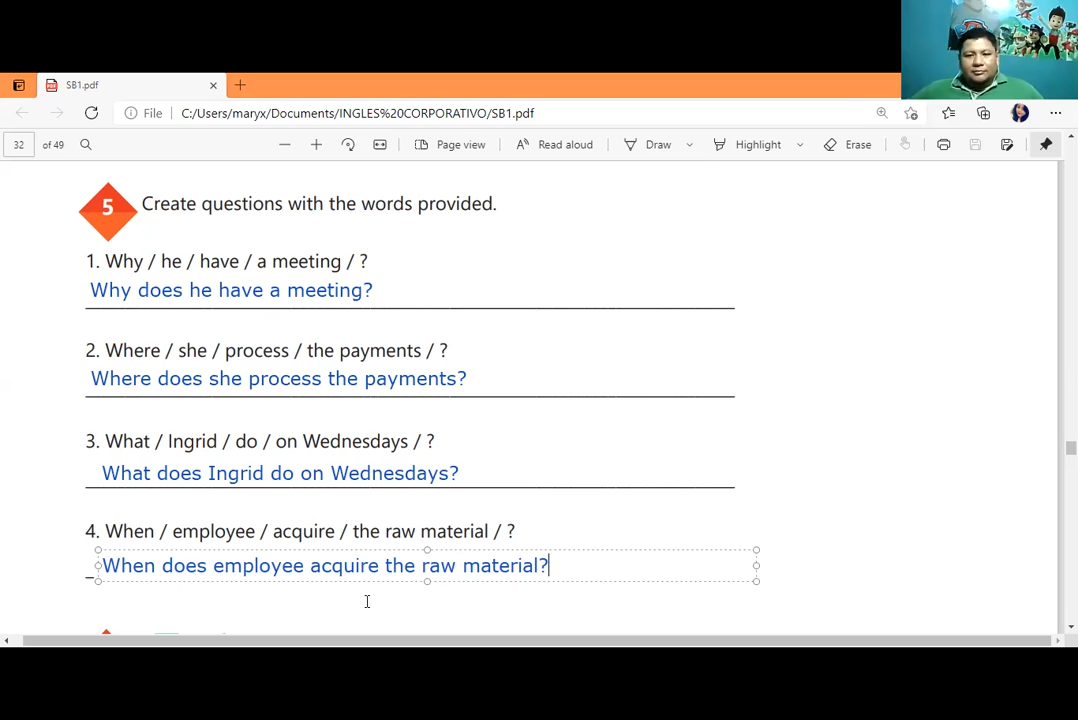 SB1.pdf
File
C:/Users/maryx/Documents/INGLES%20CORPORATIVO/SB1.pdf
32 of 49
Page view
Read aloud
Draw
Highlight
Erase
5 Create questions with the words provided.
1. Why / he / have / a meeting / ?
Why does he have a meeting?
2. Where / she / process / the payments / ?
Where does she process the payments?
3. What / Ingrid / do / on Wednesdays / ?
What does Ingrid do on Wednesdays?
4. When / employee / acquire / the raw material / ?
When does employee acquire the raw material?